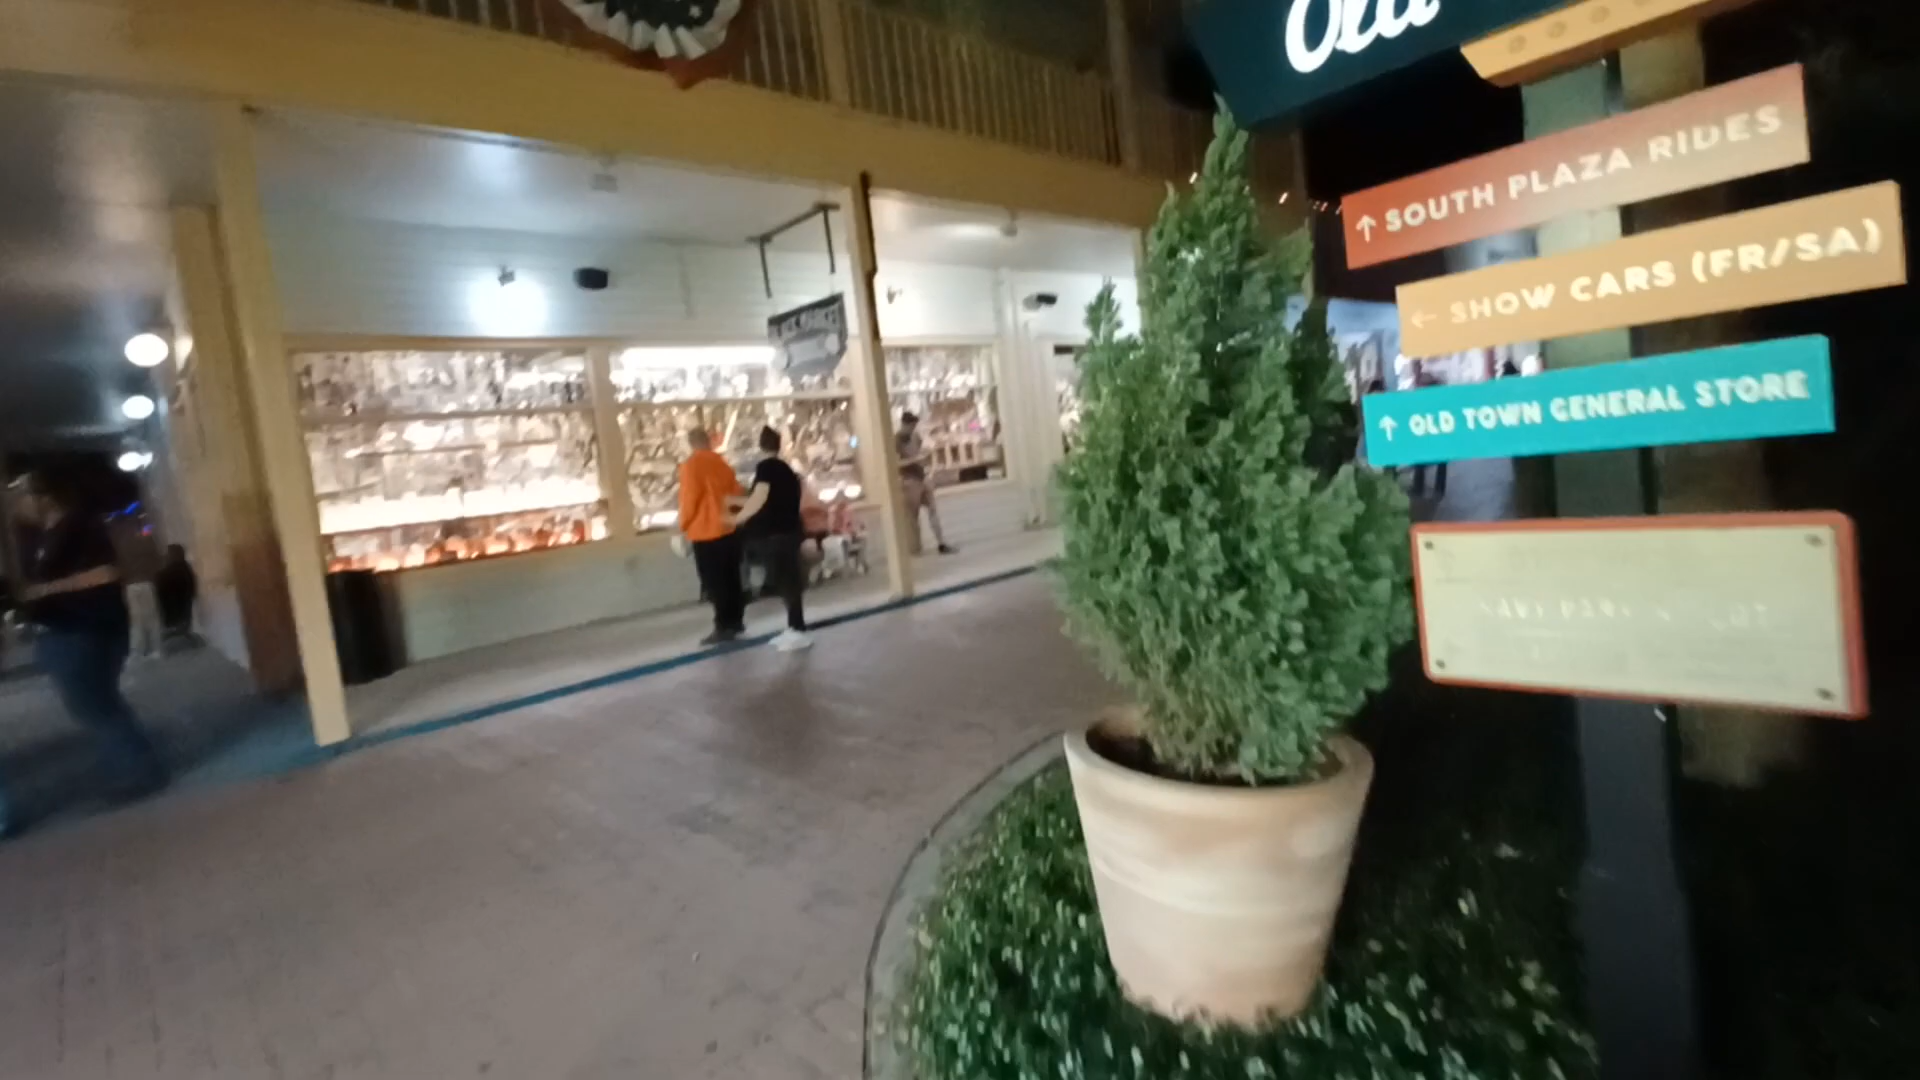 Old
↑ SOUTH PLAZA RIDES
← SHOW CARS (FR/SA)
↑ OLD TOWN GENERAL STORE